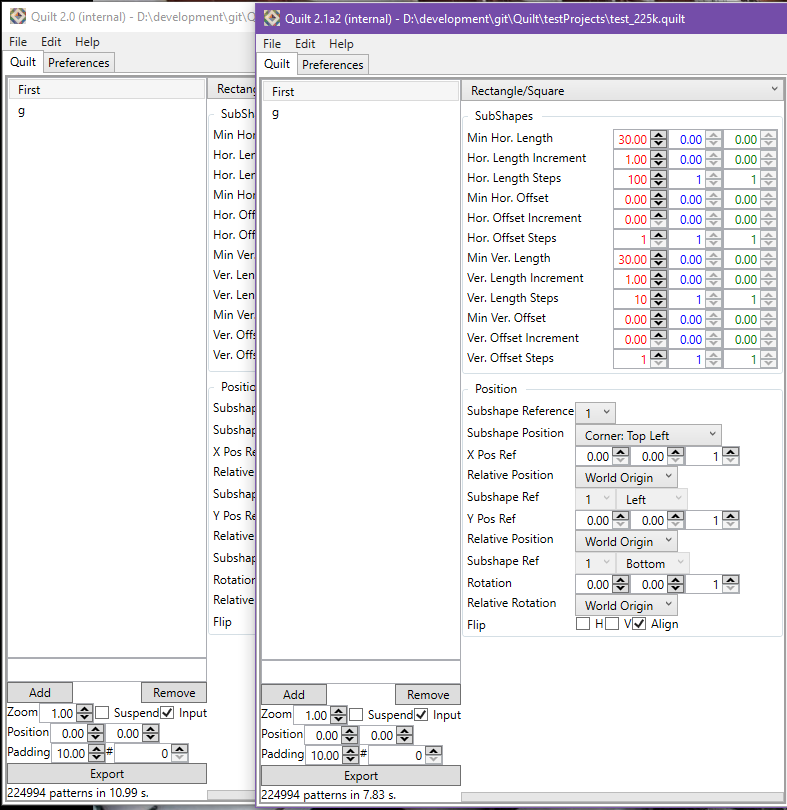 Quilt 2.0 (internal) - D:\development\git\Q
File Edit Help
Quilt Preferences
First
g
Rectang
SubSha
Min Hor
Hor. Ler
Hor. Ler
Min Hor
Hor. Off
Hor. Off
Min Ver
Ver. Len
Ver. Len
Min Ver
Ver. Offs
Ver. Offs
Positio
Subshap
Subshap
X Pos Re
Relative
Subshap
Y Pos Re
Relative
Subshap
Rotation
Relative
Flip
Add Remove
Zoom 1.00 Suspend Input
Position 0.00 0.00
Padding 10.00 # 0
Export
224994 patterns in 10.99 s.
Quilt 2.1a2 (internal) - D:\development\git\Quilt\testProjects\test_225k.quilt
File Edit Help
Quilt Preferences
First
g
Rectangle/Square
SubShapes
Min Hor. Length 30.00 0.00 0.00
Hor. Length Increment 1.00 0.00 0.00
Hor. Length Steps 100 1 1
Min Hor. Offset 0.00 0.00 0.00
Hor. Offset Increment 0.00 0.00 0.00
Hor. Offset Steps 1 1 1
Min Ver. Length 30.00 0.00 0.00
Ver. Length Increment 1.00 0.00 0.00
Ver. Length Steps 10 1 1
Min Ver. Offset 0.00 0.00 0.00
Ver. Offset Increment 0.00 0.00 0.00
Ver. Offset Steps 1 1 1
Position
Subshape Reference 1
Subshape Position Corner: Top Left
X Pos Ref 0.00 0.00 1
Relative Position World Origin
Subshape Ref 1 Left
Y Pos Ref 0.00 0.00 1
Relative Position World Origin
Subshape Ref 1 Bottom
Rotation 0.00 0.00 1
Relative Rotation World Origin
Flip H V Align
Add Remove
Zoom 1.00 Suspend Input
Position 0.00 0.00
Padding 10.00 # 0
Export
224994 patterns in 7.83 s.